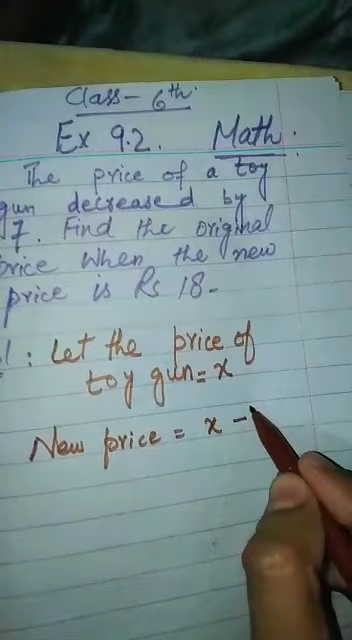 Class - 6th.
Ex 9.2. Math.
The price of a toy
gun decreased by
7. Find the original
price when the new
price is Rs 18-
: Let the price of
toy gun = x
New price = x -